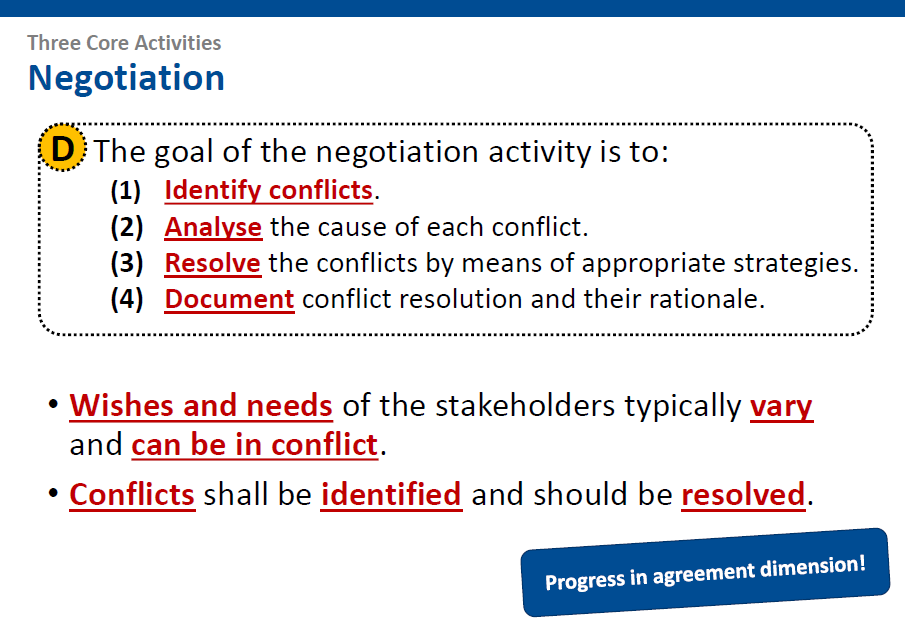 Three Core Activities
Negotiation
D The goal of the negotiation activity is to:
(1) Identify conflicts.
(2) Analyse the cause of each conflict.
(3) Resolve the conflicts by means of appropriate strategies.
(4) Document conflict resolution and their rationale.
• Wishes and needs of the stakeholders typically vary
and can be in conflict.
• Conflicts shall be identified and should be resolved.
Progress in agreement dimension!